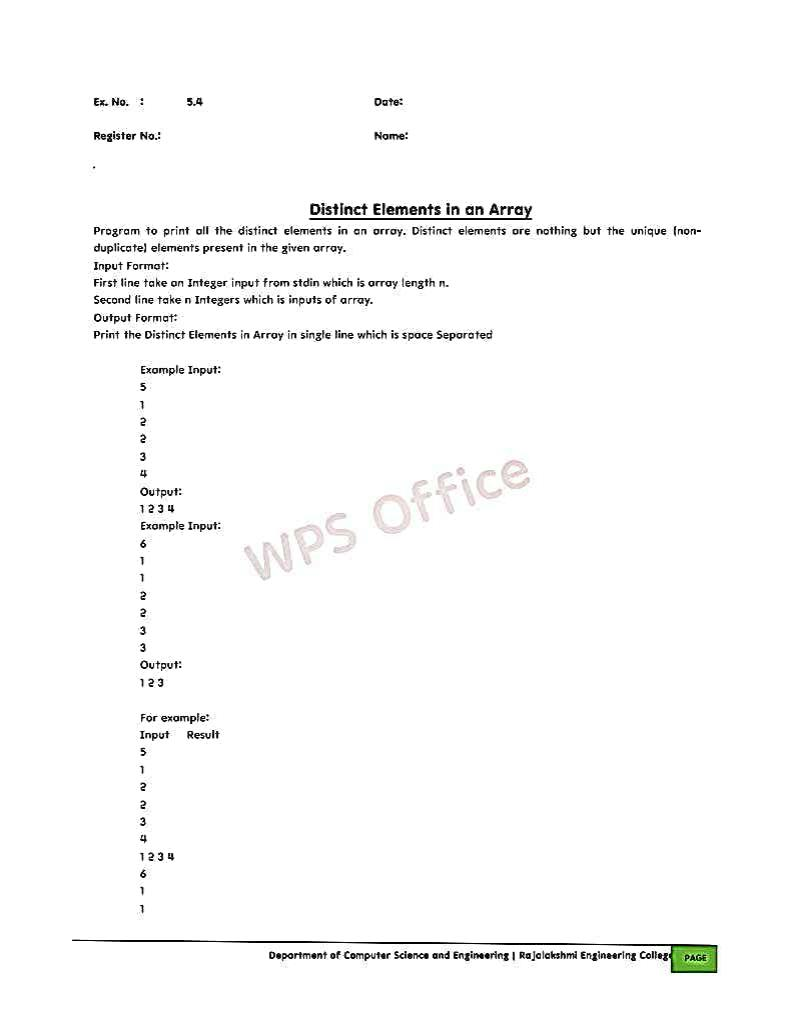 Ex. No. : 5.4 Date:
Register No.: Name:
.
Distinct Elements in an Array
Program to print all the distinct elements in an array. Distinct elements are nothing but the unique (non-
duplicate) elements present in the given array.
Input Format:
First line take an Integer input from stdin which is array length n.
Second line take n Integers which is inputs of array.
Output Format:
Print the Distinct Elements in Array in single line which is space Separated
Example Input:
5
1
2
2
3
4
Output:
1 2 3 4
Example Input:
6
1
1
2
2
3
3
Output:
1 2 3
For example:
Input Result
5
1
2
2
3
4
1 2 3 4
6
1
1
WPS Office
Department of Computer Science and Engineering | Rajalakshmi Engineering College PAGE